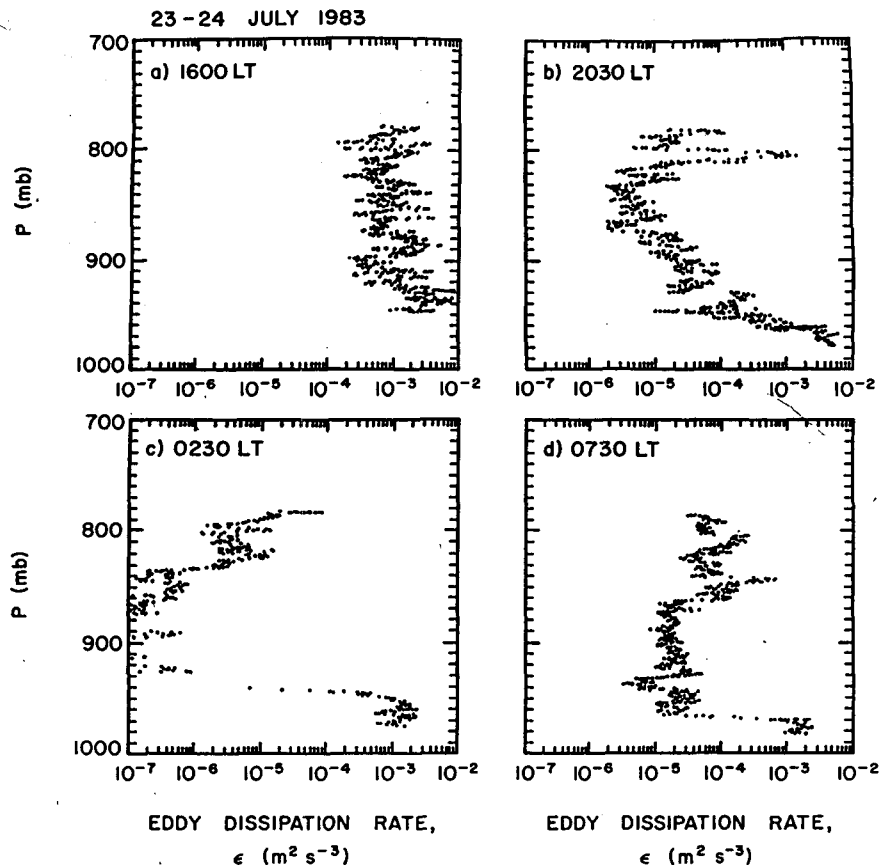 23-24 JULY 1983
a) 1600 LT
b) 2030 LT
700
800
900
1000
P (mb)
10⁻⁷ 10⁻⁶ 10⁻⁵ 10⁻⁴ 10⁻³ 10⁻²
10⁻⁷ 10⁻⁶ 10⁻⁵ 10⁻⁴ 10⁻³ 10⁻²
c) 0230 LT
d) 0730 LT
700
800
900
1000
P (mb)
10⁻⁷ 10⁻⁶ 10⁻⁵ 10⁻⁴ 10⁻³ 10⁻²
10⁻⁷ 10⁻⁶ 10⁻⁵ 10⁻⁴ 10⁻³ 10⁻²
EDDY DISSIPATION RATE,
ϵ (m² s⁻³)
EDDY DISSIPATION RATE,
ϵ (m² s⁻³)